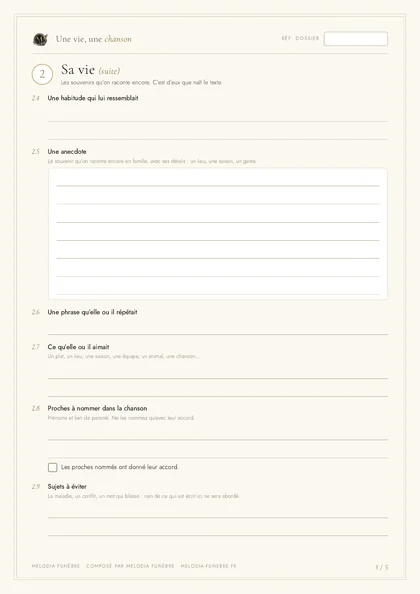 Une vie, une chanson
RÉF. DOSSIER
2
Sa vie (suite)
Les souvenirs qu'on raconte encore. C'est d'eux que naît le texte.
2.4 Une habitude qui lui ressemblait
2.5 Une anecdote
Le souvenir qu'on raconte encore en famille, avec ses détails : un lieu, une saison, un geste.
2.6 Une phrase qu'elle ou il répétait
2.7 Ce qu'elle ou il aimait
Un plat, un lieu, une saison, une équipe, un animal, une chanson…
2.8 Proches à nommer dans la chanson
Prénoms et lien de parenté. Ne les nommez qu'avec leur accord.
Les proches nommés ont donné leur accord.
2.9 Sujets à éviter
La maladie, un conflit, un mot qui blesse : rien de ce qui est écrit ici ne sera abordé.
MELODIA FUNÈBRE · COMPOSÉ PAR MELODIA FUNÈBRE · MELODIA-FUNEBRE.FR